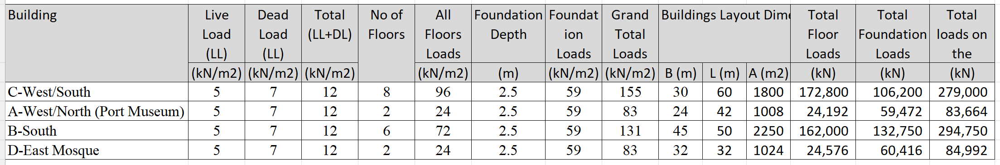 Building Live Dead Total No of All Foundation Foundat Grand Buildings Layout Dime Total Total Total
Load Load (LL+DL) Floors Floors Depth ion Total Floor Foundation loads on
(LL) (LL) Loads Loads Loads Loads Loads the
(kN/m2) (kN/m2) (kN/m2) (kN/m2) (m) (kN/m2) (kN/m2) B (m) L (m) A (m2) (kN) (kN) (kN)
C-West/South 5 7 12 8 96 2.5 59 155 30 60 1800 172,800 106,200 279,000
A-West/North (Port Museum) 5 7 12 2 24 2.5 59 83 24 42 1008 24,192 59,472 83,664
B-South 5 7 12 6 72 2.5 59 131 45 50 2250 162,000 132,750 294,750
D-East Mosque 5 7 12 2 24 2.5 59 83 32 32 1024 24,576 60,416 84,992